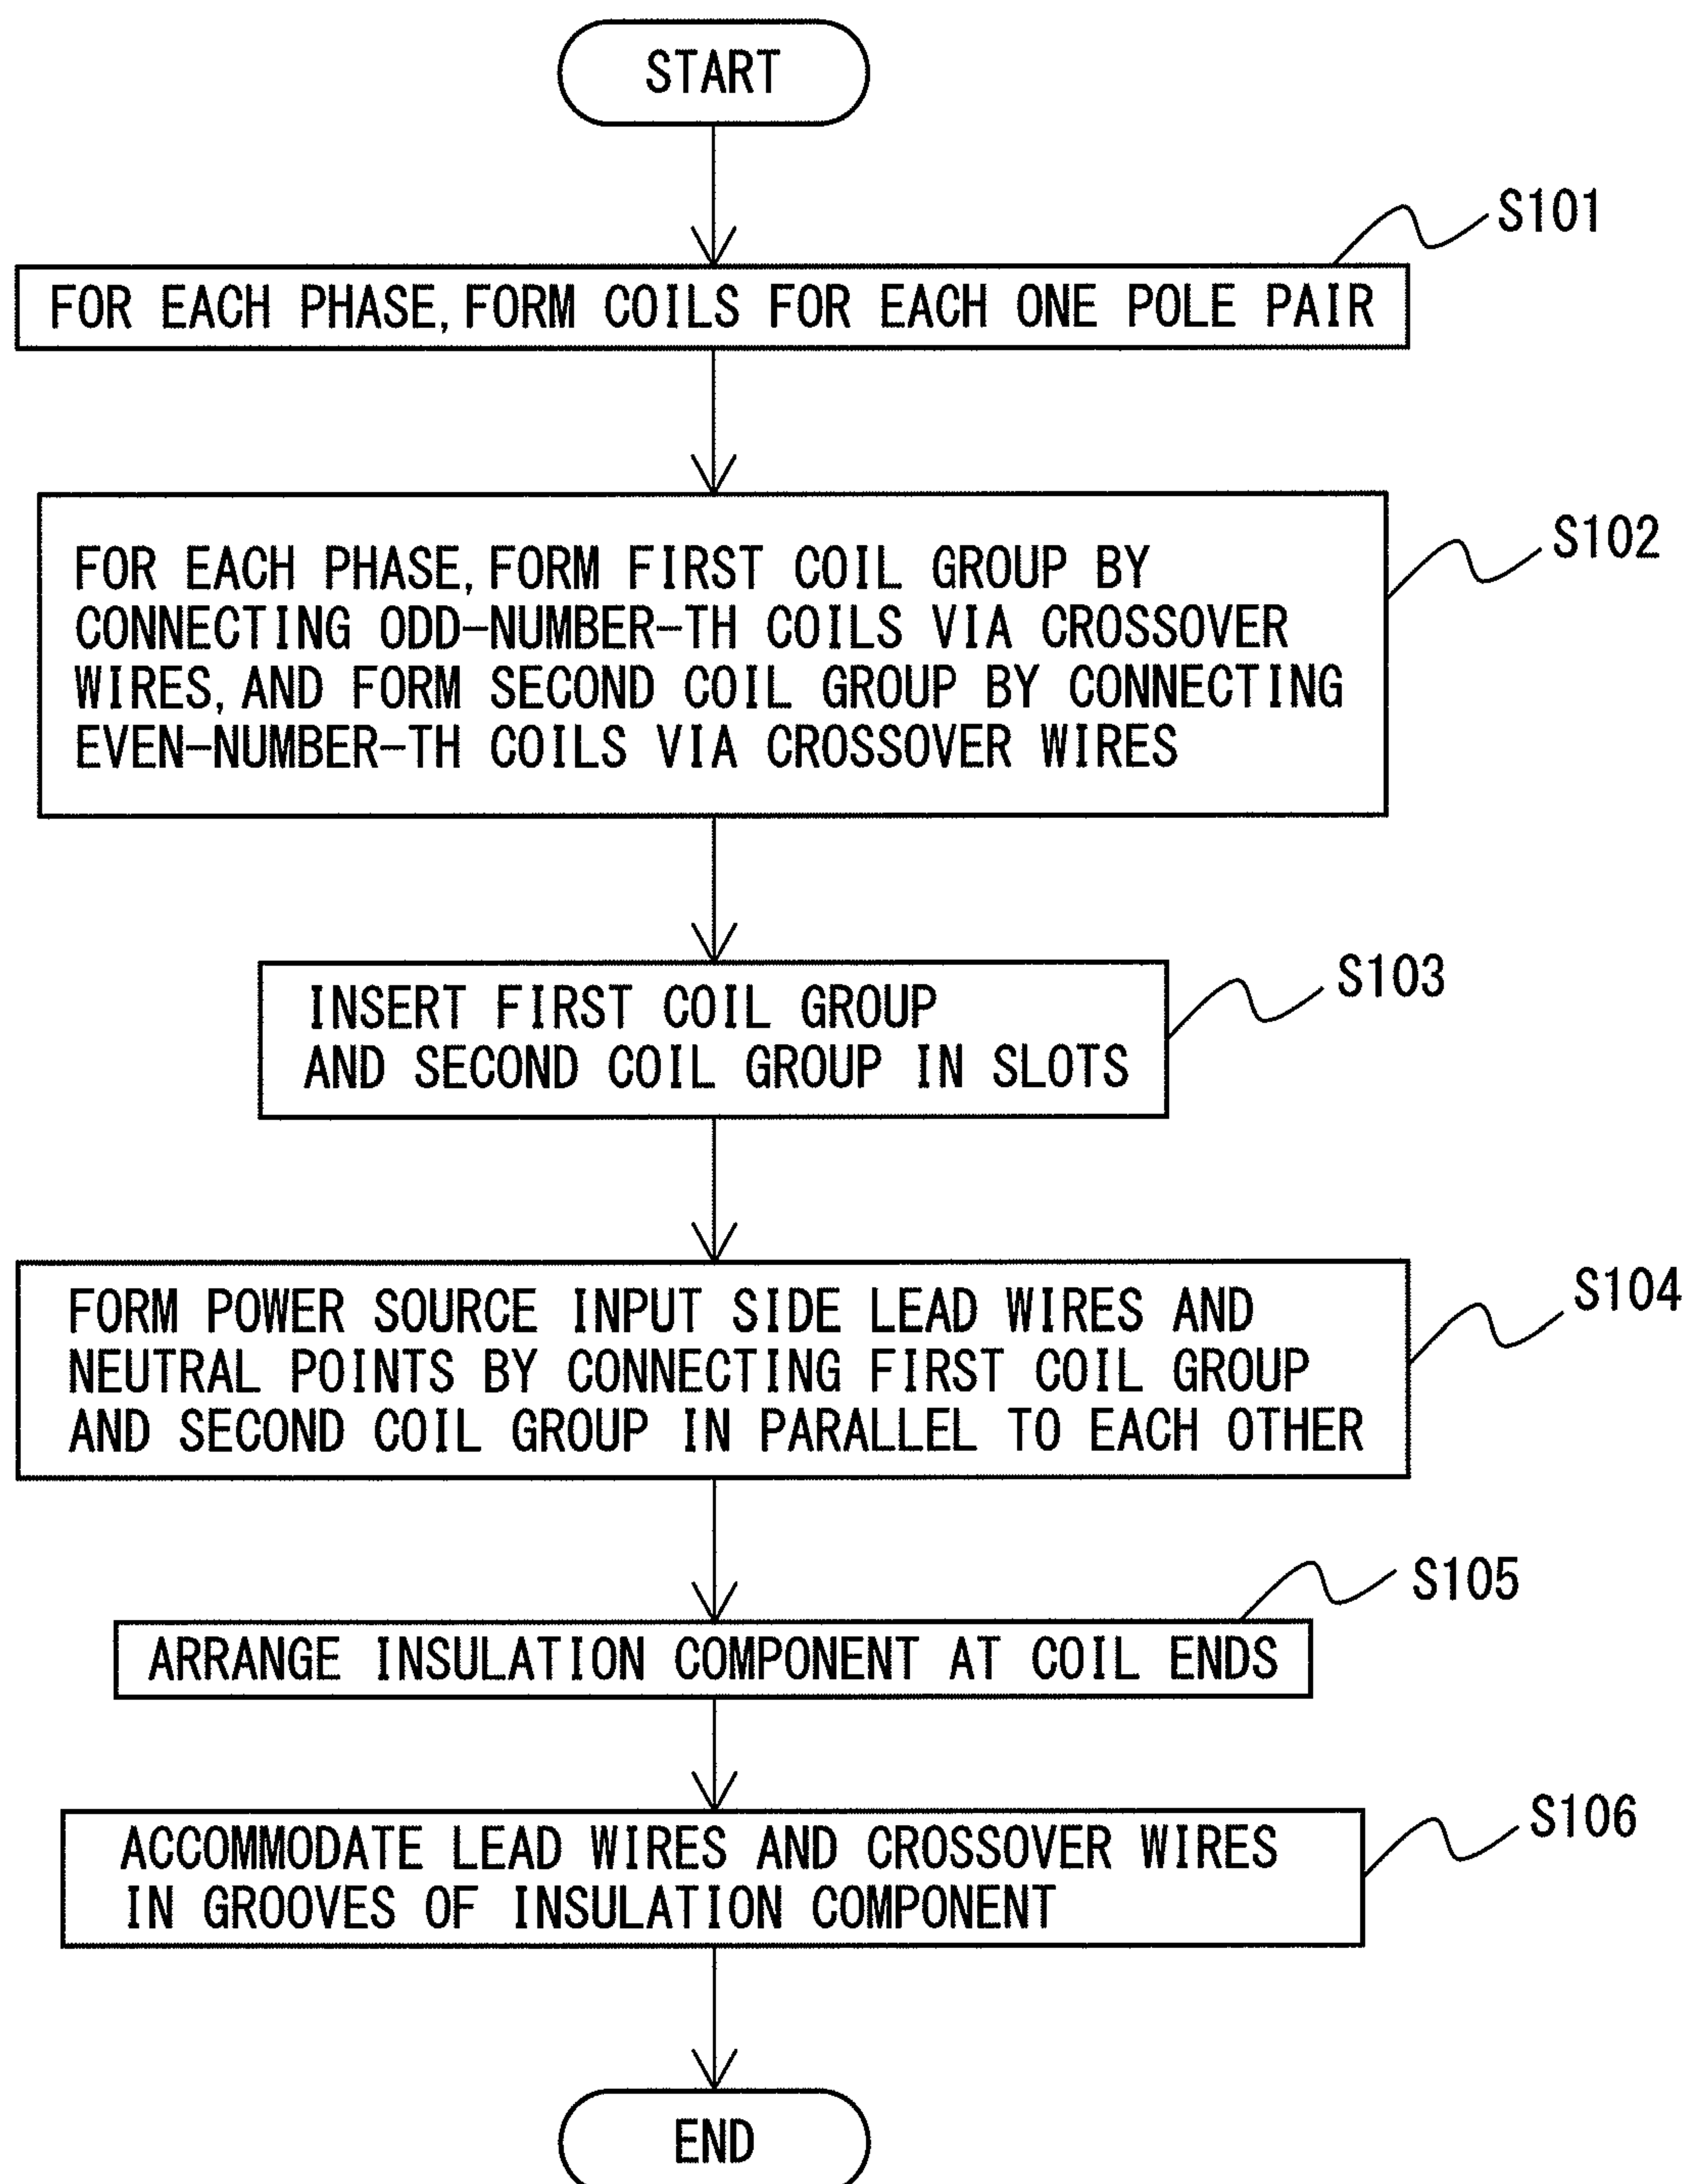 START
S101
FOR EACH PHASE, FORM COILS FOR EACH ONE POLE PAIR
S102
FOR EACH PHASE, FORM FIRST COIL GROUP BY
CONNECTING ODD-NUMBER-TH COILS VIA CROSSOVER
WIRES, AND FORM SECOND COIL GROUP BY CONNECTING
EVEN-NUMBER-TH COILS VIA CROSSOVER WIRES
S103
INSERT FIRST COIL GROUP
AND SECOND COIL GROUP IN SLOTS
S104
FORM POWER SOURCE INPUT SIDE LEAD WIRES AND
NEUTRAL POINTS BY CONNECTING FIRST COIL GROUP
AND SECOND COIL GROUP IN PARALLEL TO EACH OTHER
S105
ARRANGE INSULATION COMPONENT AT COIL ENDS
S106
ACCOMMODATE LEAD WIRES AND CROSSOVER WIRES
IN GROOVES OF INSULATION COMPONENT
END